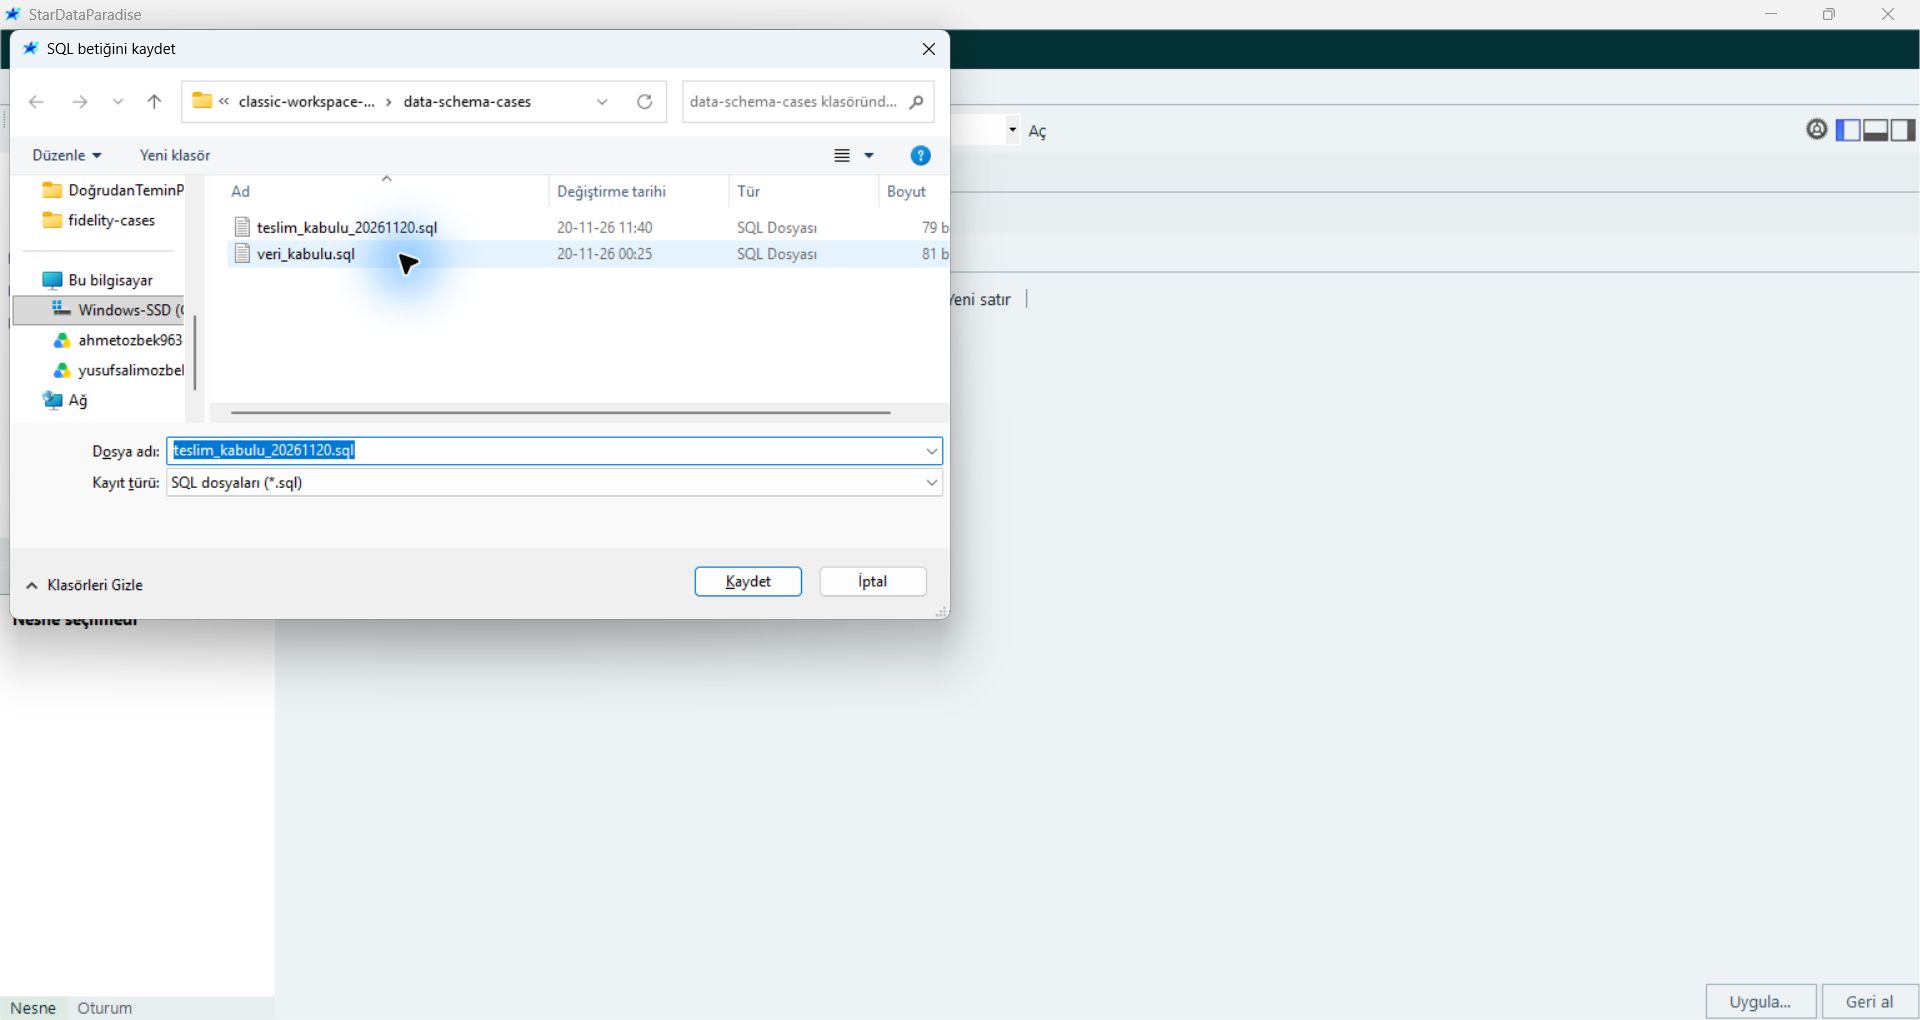 StarDataParadise
SQL betiğini kaydet
« classic-workspace-... › data-schema-cases
data-schema-cases klasöründ...
Aç
Düzenle
Yeni klasör
DoğrudanTeminP
fidelity-cases
Bu bilgisayar
Windows-SSD (
ahmetozbek963
yusufsalimozbel
Ağ
Ad Değiştirme tarihi Tür Boyut
teslim_kabulu_20261120.sql 20-11-26 11:40 SQL Dosyası 79 b
veri_kabulu.sql 20-11-26 00:25 SQL Dosyası 81 b
Yeni satır
Dosya adı: teslim_kabulu_20261120.sql
Kayıt türü: SQL dosyaları (*.sql)
Klasörleri Gizle
Kaydet
İptal
Nesne seçilmedi
Nesne Oturum
Uygula... Geri al